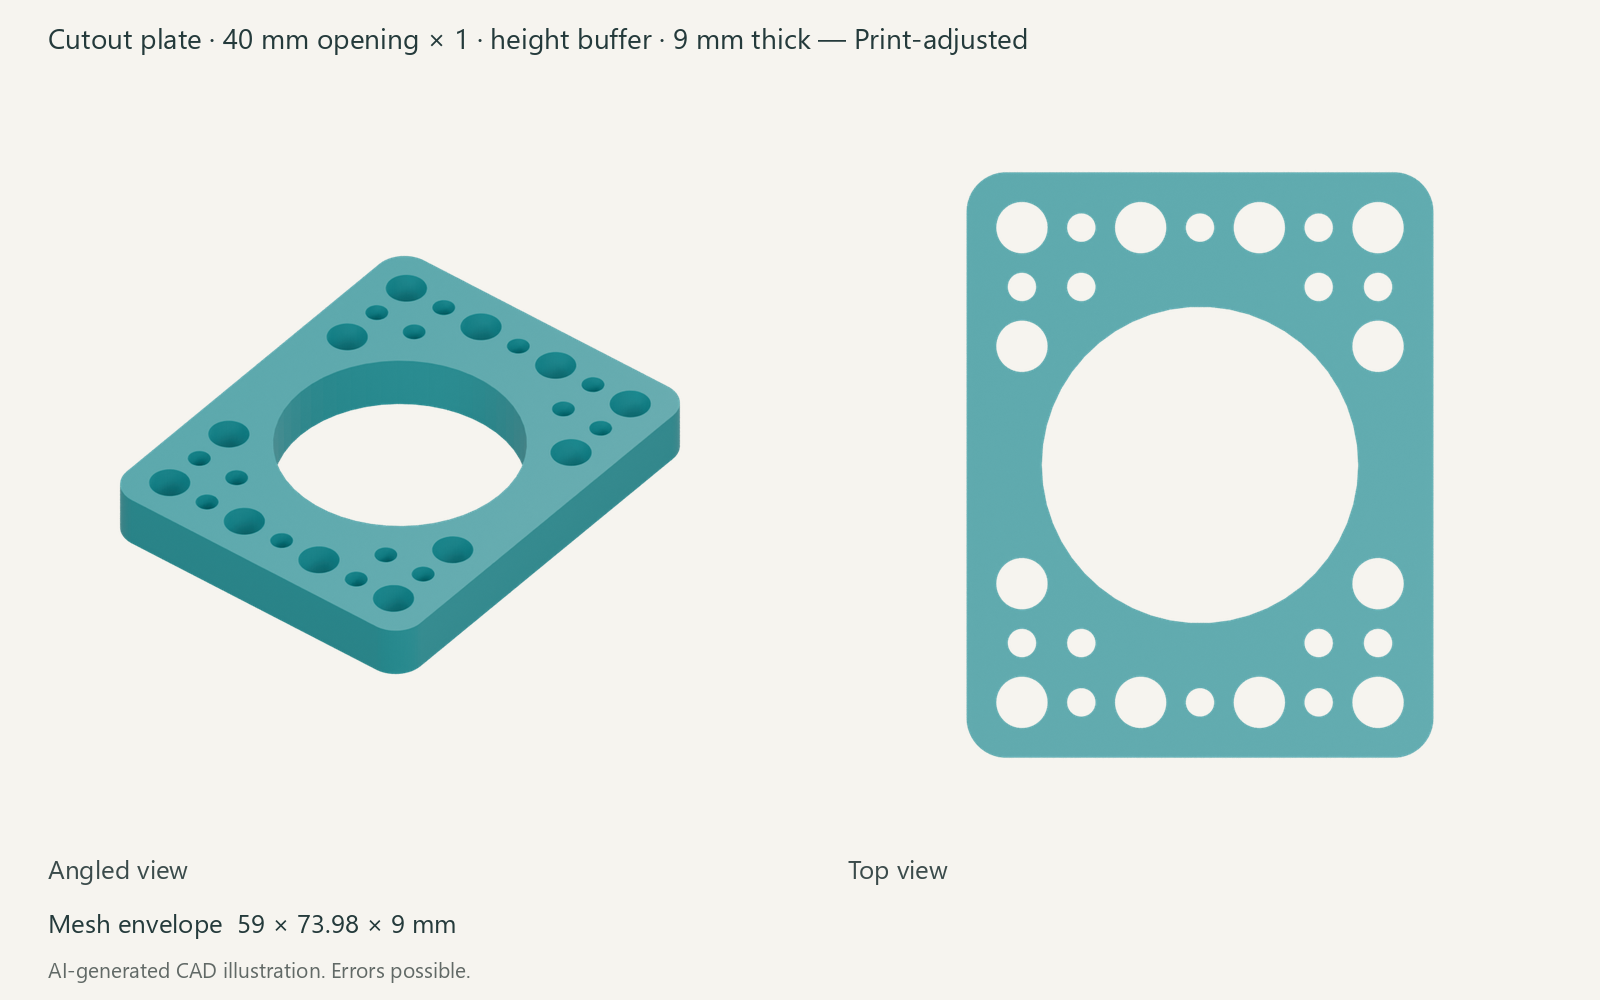 Cutout plate · 40 mm opening × 1 · height buffer · 9 mm thick — Print-adjusted
Angled view
Top view
Mesh envelope 59 × 73.98 × 9 mm
AI-generated CAD illustration. Errors possible.